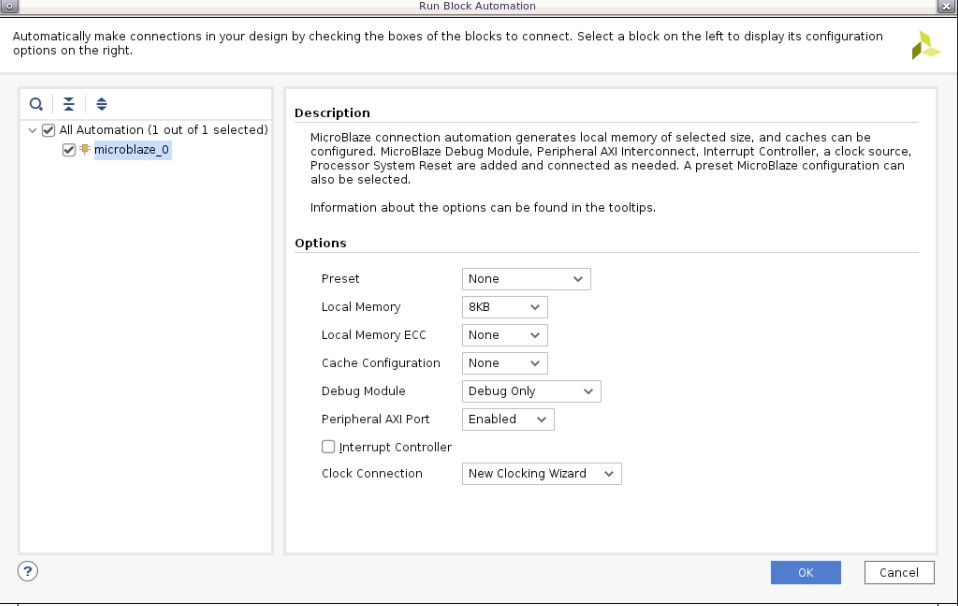 Run Block Automation
Automatically make connections in your design by checking the boxes of the blocks to connect. Select a block on the left to display its configuration
options on the right.
All Automation (1 out of 1 selected)
microblaze_0
Description
MicroBlaze connection automation generates local memory of selected size, and caches can be
configured. MicroBlaze Debug Module, Peripheral AXI Interconnect, Interrupt Controller, a clock source,
Processor System Reset are added and connected as needed. A preset MicroBlaze configuration can
also be selected.
Information about the options can be found in the tooltips.
Options
Preset None
Local Memory 8KB
Local Memory ECC None
Cache Configuration None
Debug Module Debug Only
Peripheral AXI Port Enabled
Interrupt Controller
Clock Connection New Clocking Wizard
? OK Cancel